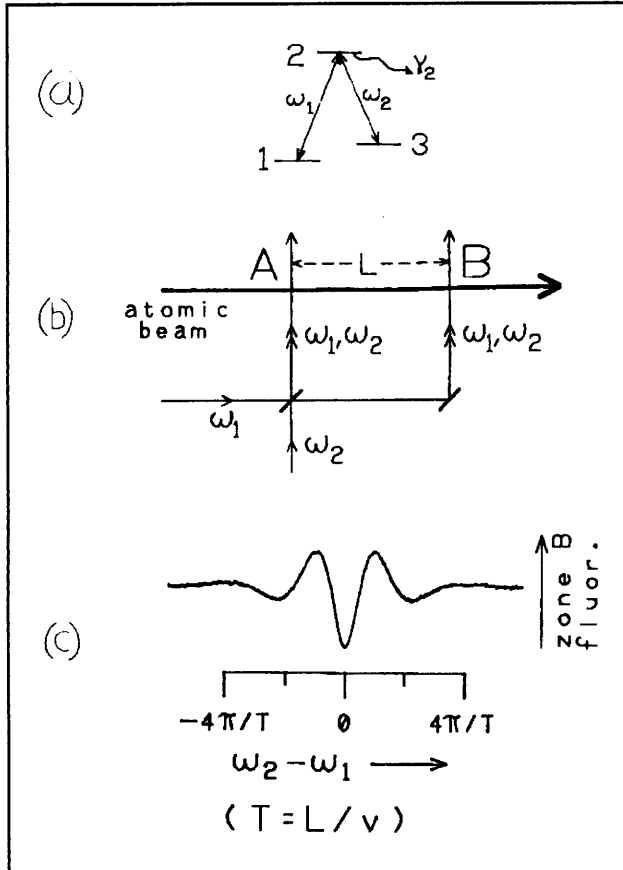 (a)
2
γ₂
ω₁
ω₂
1
3
(b)
A
L
B
atomic
beam
ω₁,ω₂
ω₁,ω₂
ω₁
ω₂
(c)
zone B
fluor.
-4π/T
0
4π/T
ω₂-ω₁
(T=L/v)